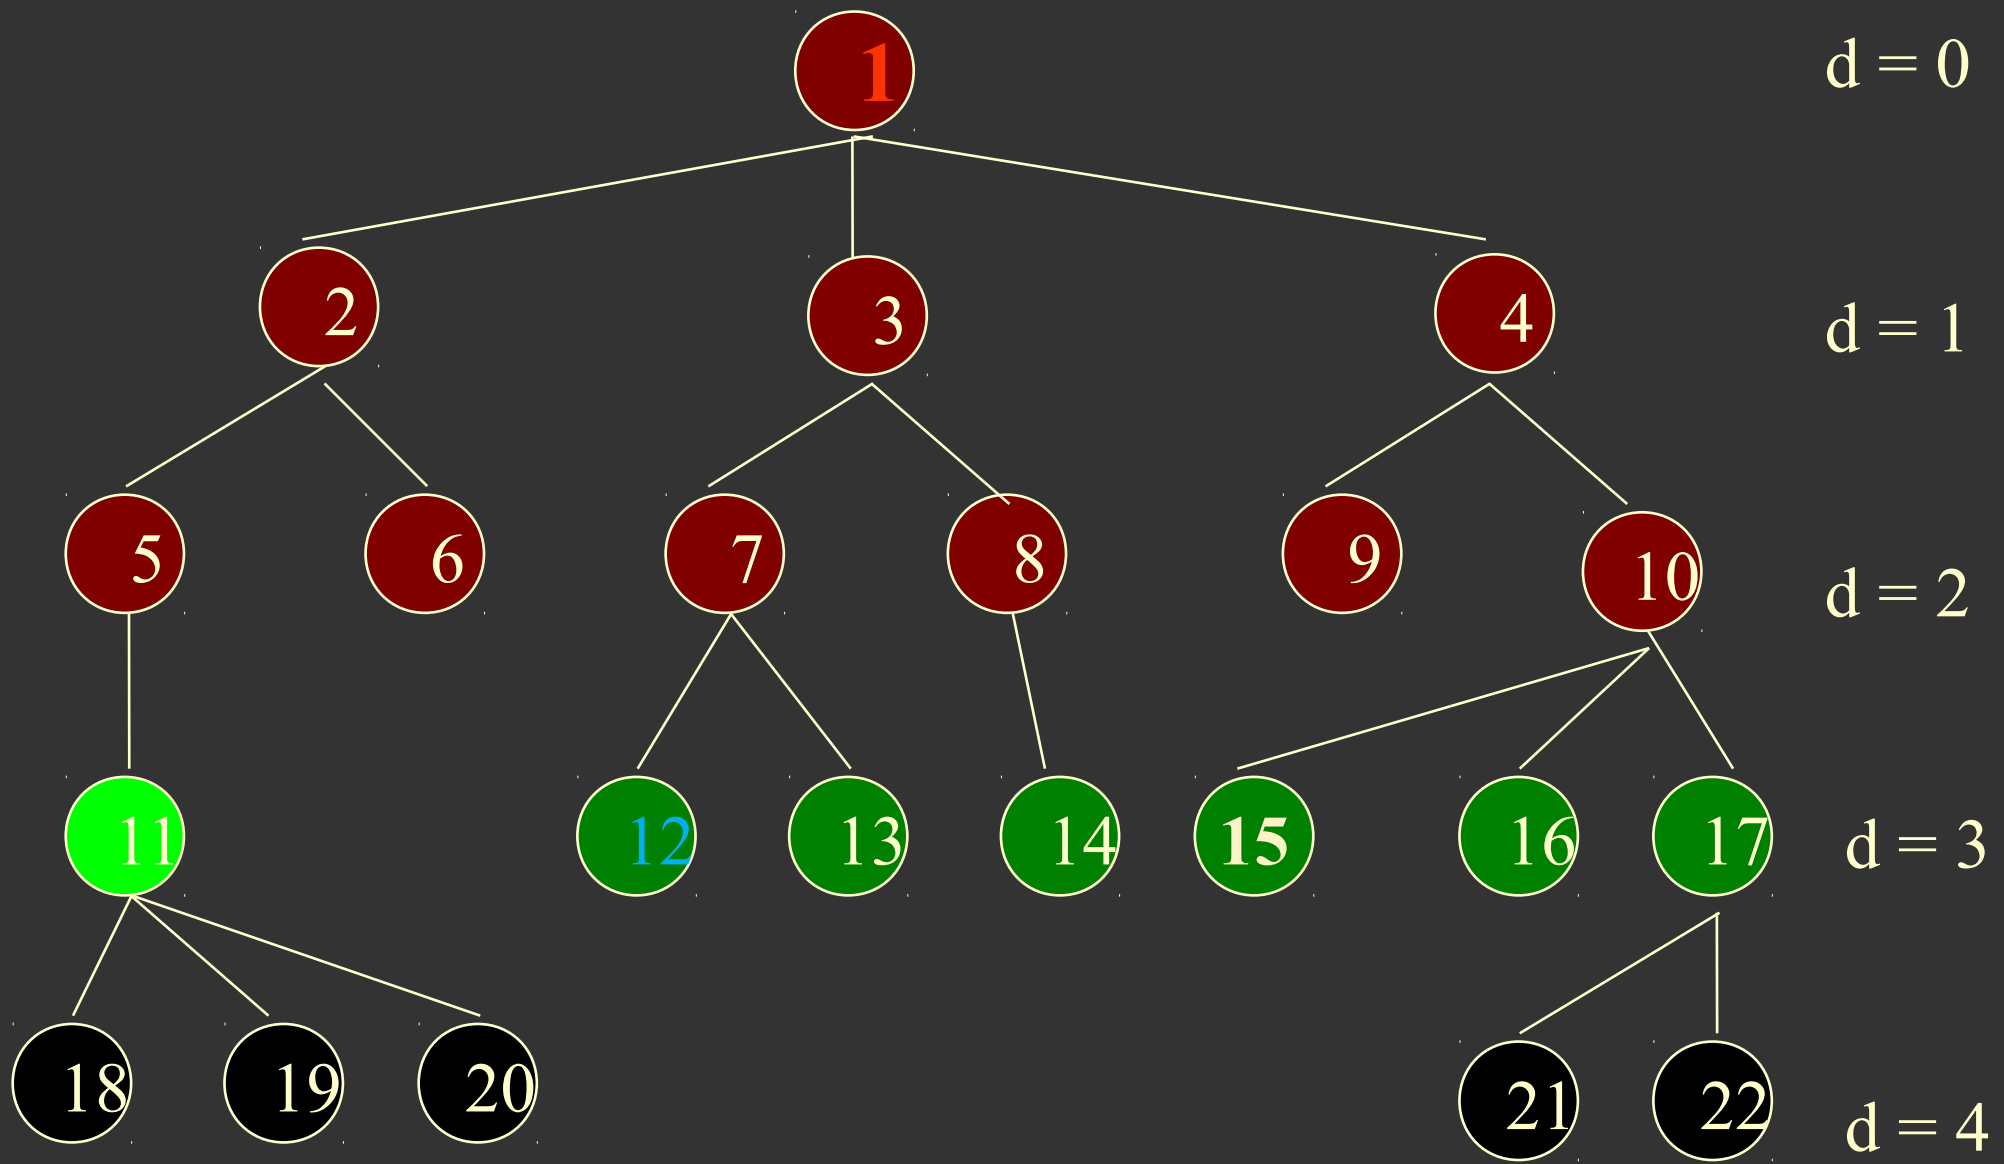 1 d = 0
2 3 4 d = 1
5 6 7 8 9 10 d = 2
11 12 13 14 15 16 17 d = 3
18 19 20 21 22 d = 4